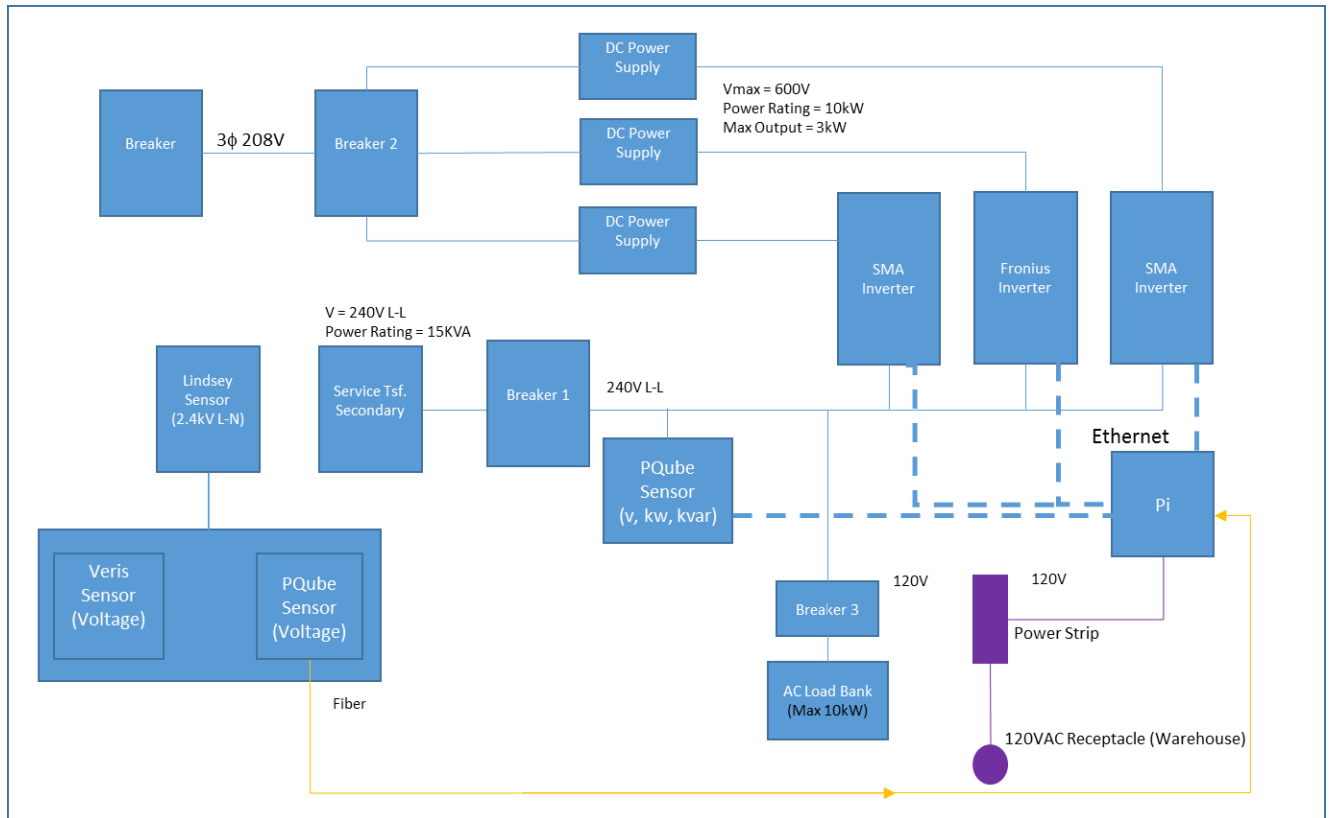 DC Power
Supply
Vmax = 600V
Power Rating = 10kW
Max Output = 3kW
Breaker
3ϕ 208V
Breaker 2
DC Power
Supply
DC Power
Supply
SMA
Inverter
Fronius
Inverter
SMA
Inverter
V = 240V L-L
Power Rating = 15KVA
Lindsey
Sensor
(2.4kV L-N)
Service Tsf.
Secondary
Breaker 1
240V L-L
Ethernet
PQube
Sensor
(v, kw, kvar)
Pi
Veris
Sensor
(Voltage)
PQube
Sensor
(Voltage)
120V
120V
Breaker 3
Power Strip
AC Load Bank
(Max 10kW)
Fiber
120VAC Receptacle (Warehouse)